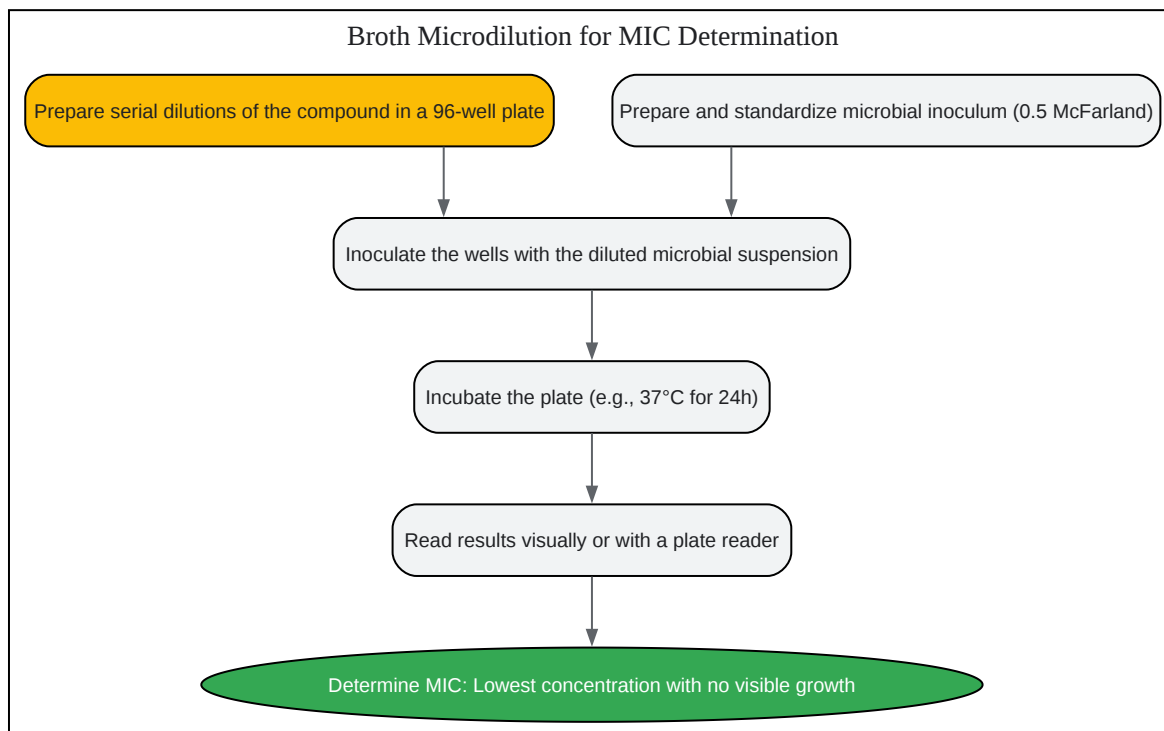 Broth Microdilution for MIC Determination
Prepare serial dilutions of the compound in a 96-well plate
Prepare and standardize microbial inoculum (0.5 McFarland)
Inoculate the wells with the diluted microbial suspension
Incubate the plate (e.g., 37°C for 24h)
Read results visually or with a plate reader
Determine MIC: Lowest concentration with no visible growth